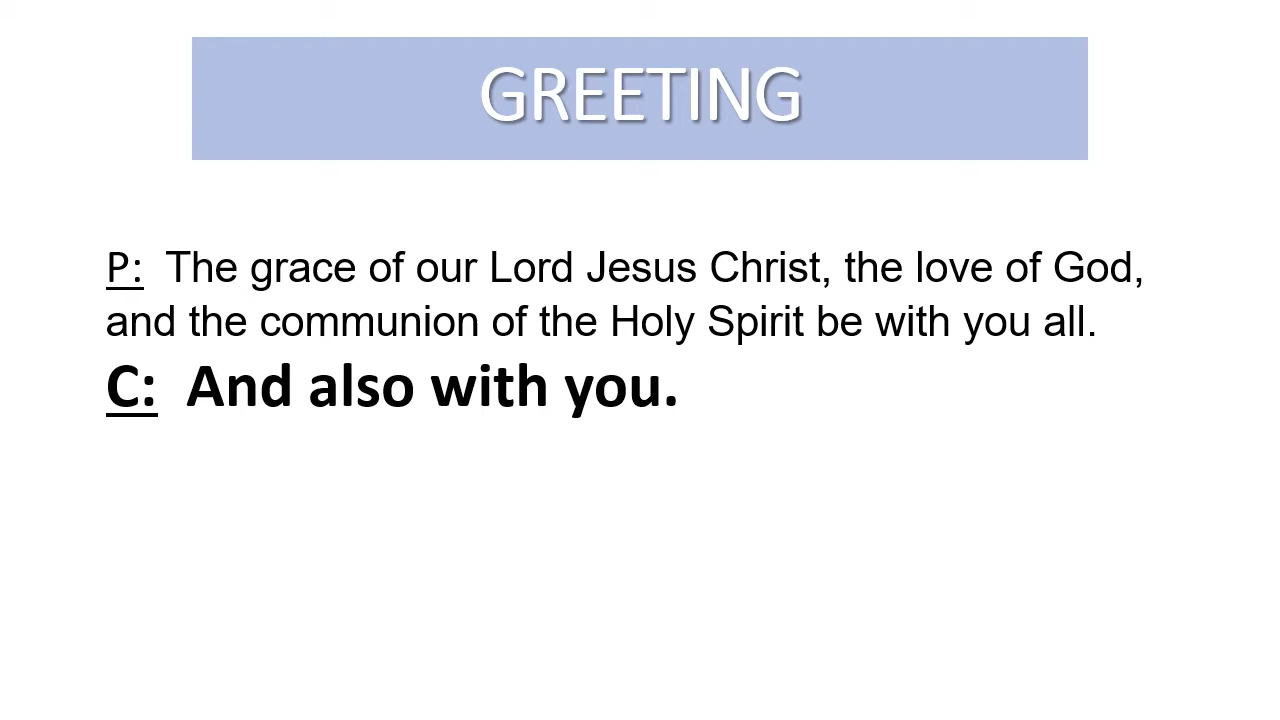 GREETING
P: The grace of our Lord Jesus Christ, the love of God,
and the communion of the Holy Spirit be with you all.
C: And also with you.